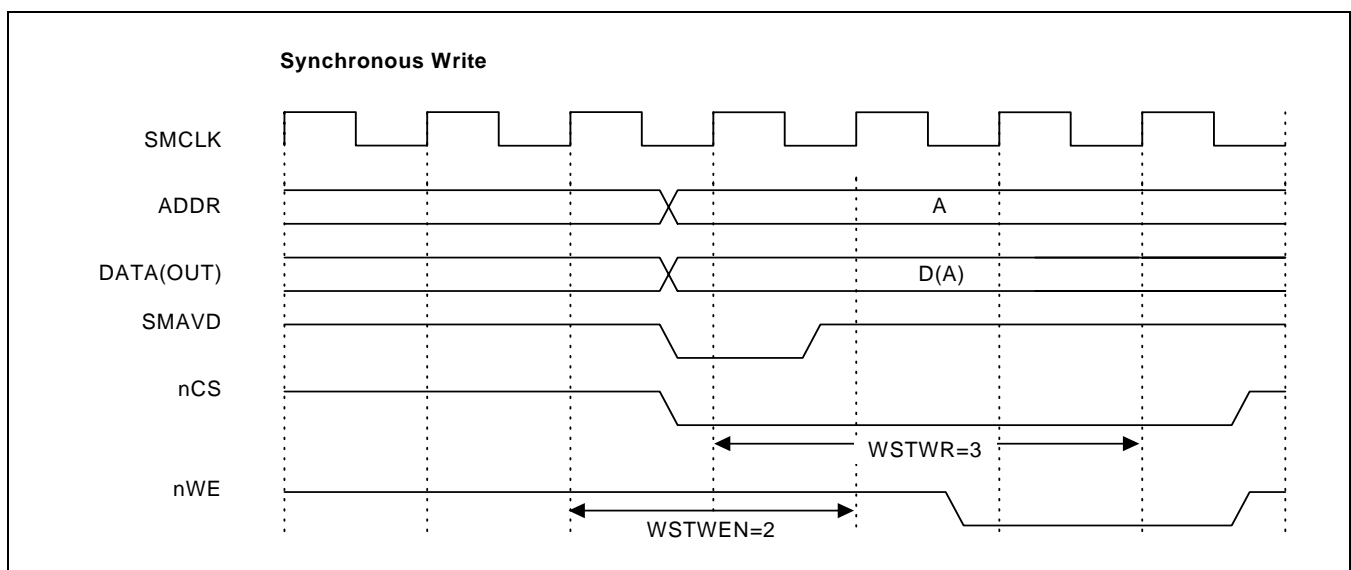 Synchronous Write
SMCLK
ADDR
A
DATA(OUT)
D(A)
SMAVD
nCS
WSTWR=3
nWE
WSTWEN=2